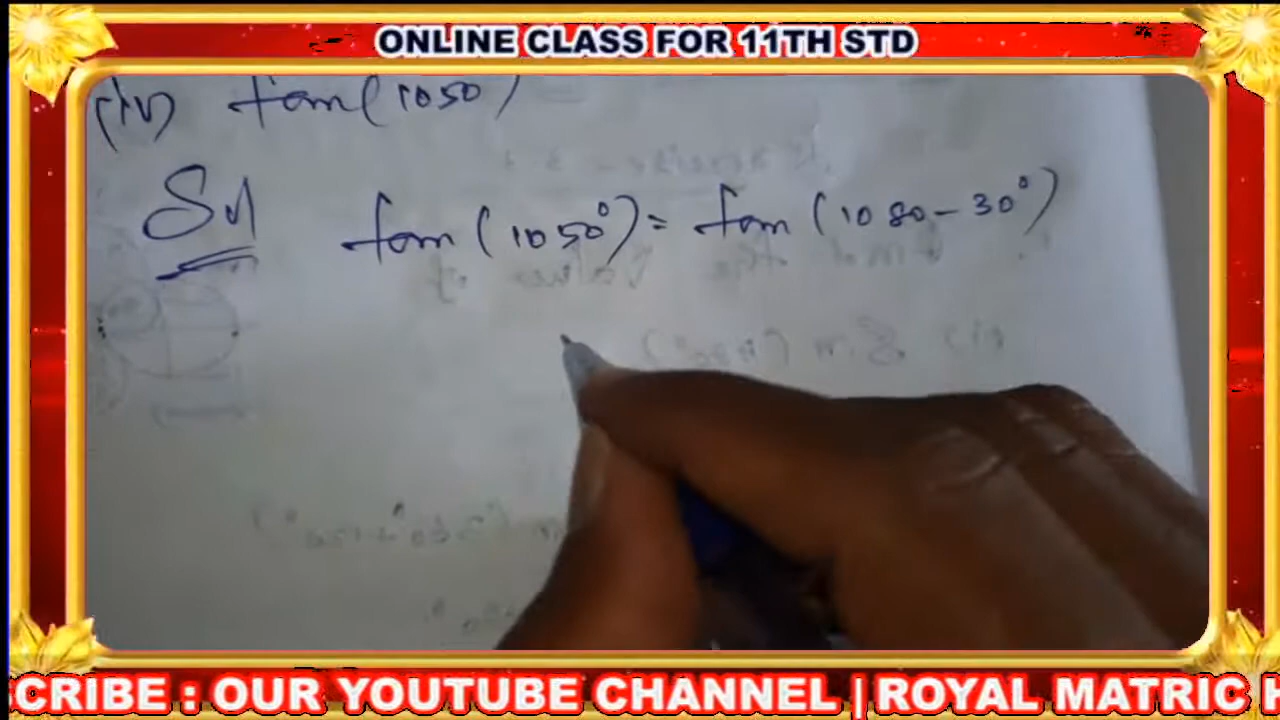 ONLINE CLASS FOR 11TH STD
(iv) tan(1050)
Sol tan(1050°) = tan(1080-30°)
CRIBE : OUR YOUTUBE CHANNEL | ROYAL MATRIC H